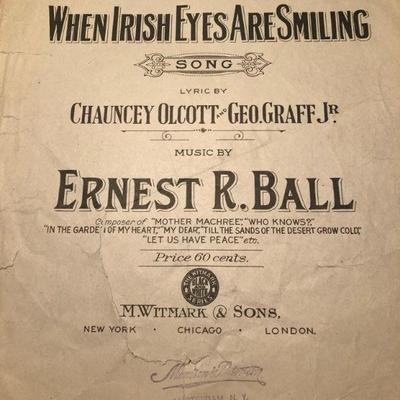 WHEN IRISH EYES ARE SMILING
SONG
LYRIC BY
CHAUNCEY OLCOTT AND GEO. GRAFF JR.
MUSIC BY
ERNEST R. BALL
Composer of "MOTHER MACHREE," "WHO KNOWS?,"
"IN THE GARDEN OF MY HEART," "MY DEAR," "TILL THE SANDS OF THE DESERT GROW COLD,"
"LET US HAVE PEACE" etc.
Price 60 cents.
THE WITMARK
BLACK AND WHITE
SERIES
M. WITMARK & SONS,
NEW YORK · CHICAGO · LONDON.
N. Y.